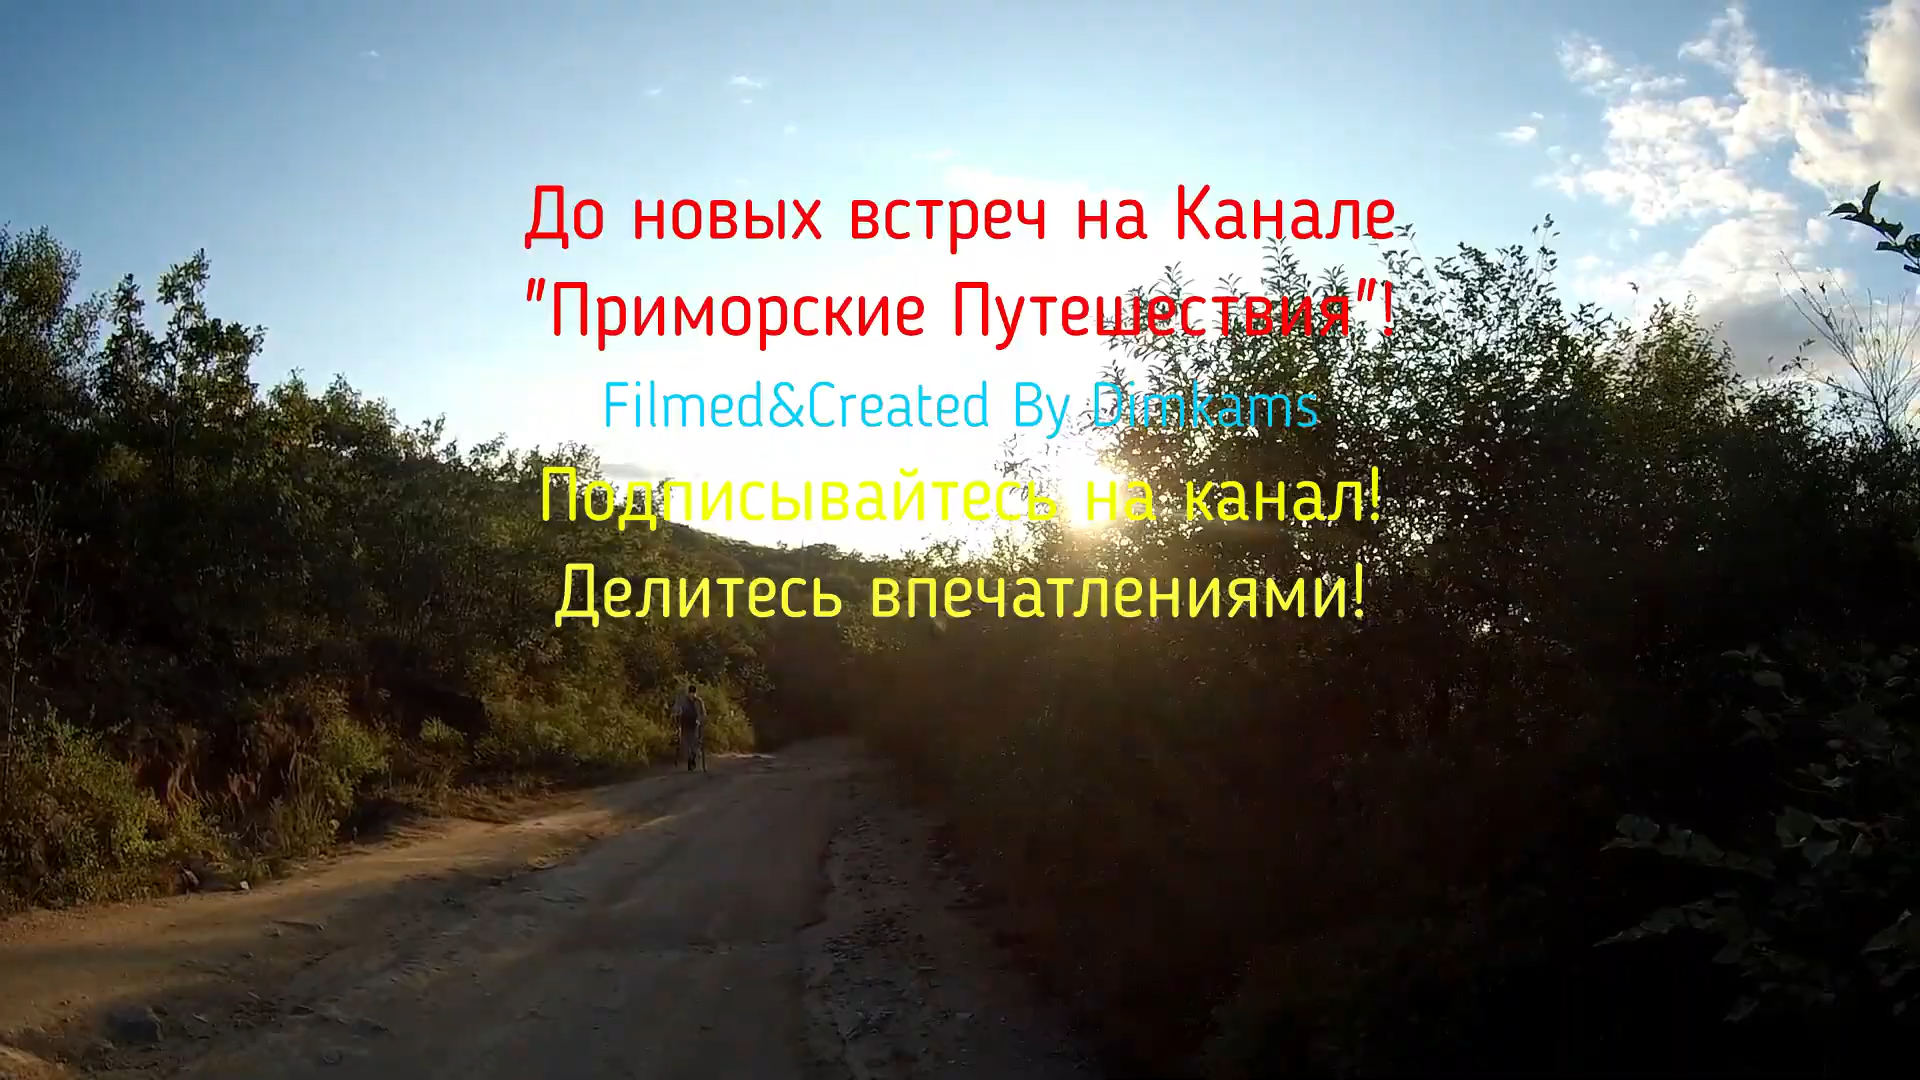 До новых встреч на Канале
"Приморские Путешествия"!
Filmed&Created By Dimkams
Подписывайтесь на канал!
Делитесь впечатлениями!